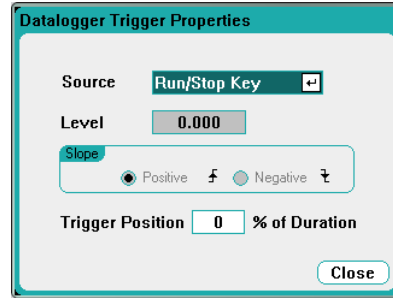 Datalogger Trigger Properties
Source Run/Stop Key
Level 0.000
Slope
Positive Negative
Trigger Position 0 % of Duration
Close